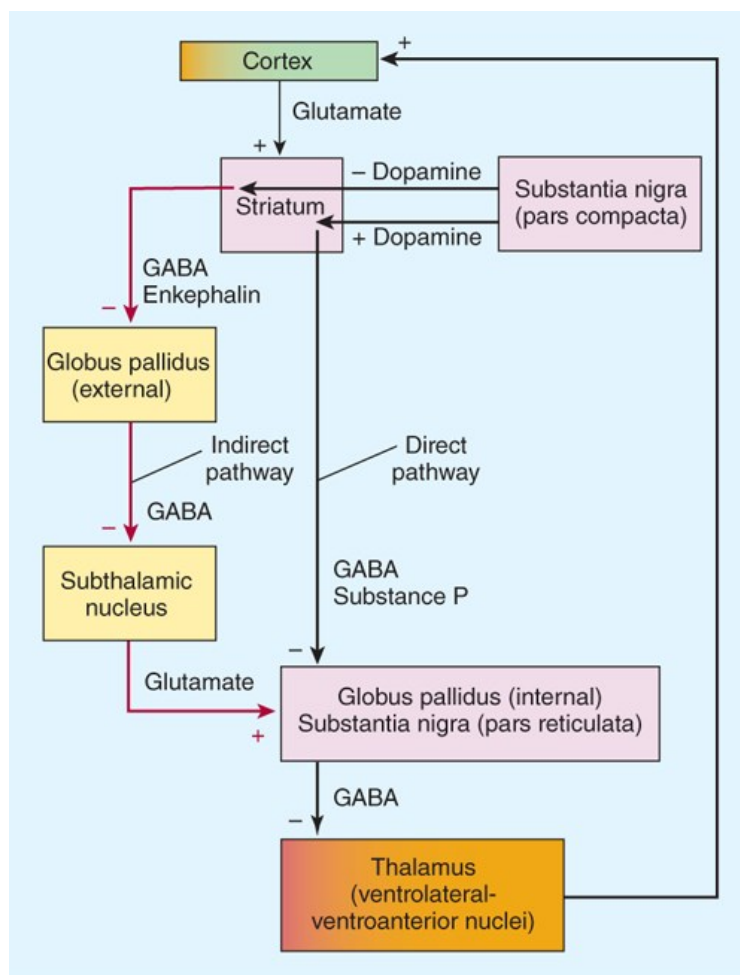 +
Cortex
Glutamate
+
– Dopamine
Striatum
+ Dopamine
Substantia nigra
(pars compacta)
GABA
Enkephalin
–
Globus pallidus
(external)
Indirect
pathway
Direct
pathway
– GABA
Subthalamic
nucleus
GABA
Substance P
–
Glutamate
+
Globus pallidus (internal)
Substantia nigra (pars reticulata)
GABA
–
Thalamus
(ventrolateral-
ventroanterior nuclei)